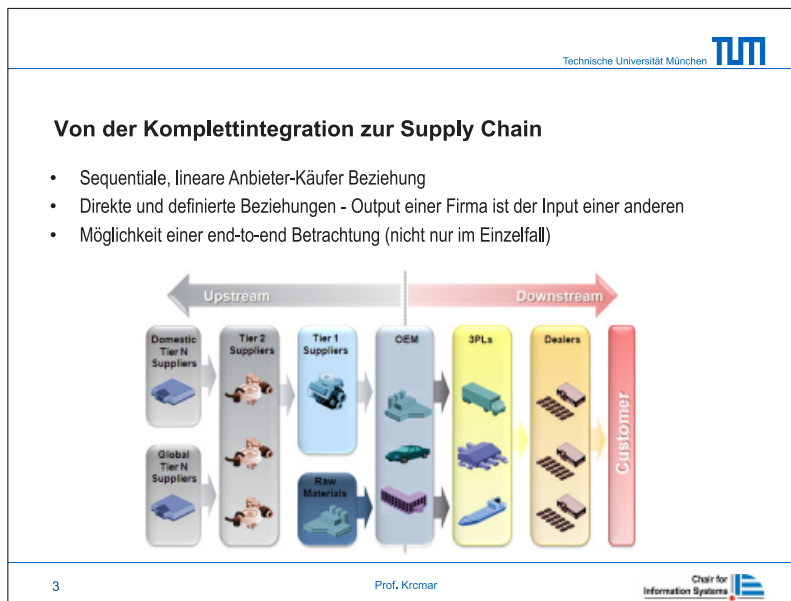 Technische Universität München
TUM
Von der Komplettintegration zur Supply Chain
• Sequentiale, lineare Anbieter-Käufer Beziehung
• Direkte und definierte Beziehungen - Output einer Firma ist der Input einer anderen
• Möglichkeit einer end-to-end Betrachtung (nicht nur im Einzelfall)
Upstream
Downstream
Domestic
Tier N
Suppliers
Global
Tier N
Suppliers
Tier 2
Suppliers
Tier 1
Suppliers
Raw
Materials
OEM
3PLs
Dealers
Customer
3
Prof. Krcmar
Chair for
Information Systems